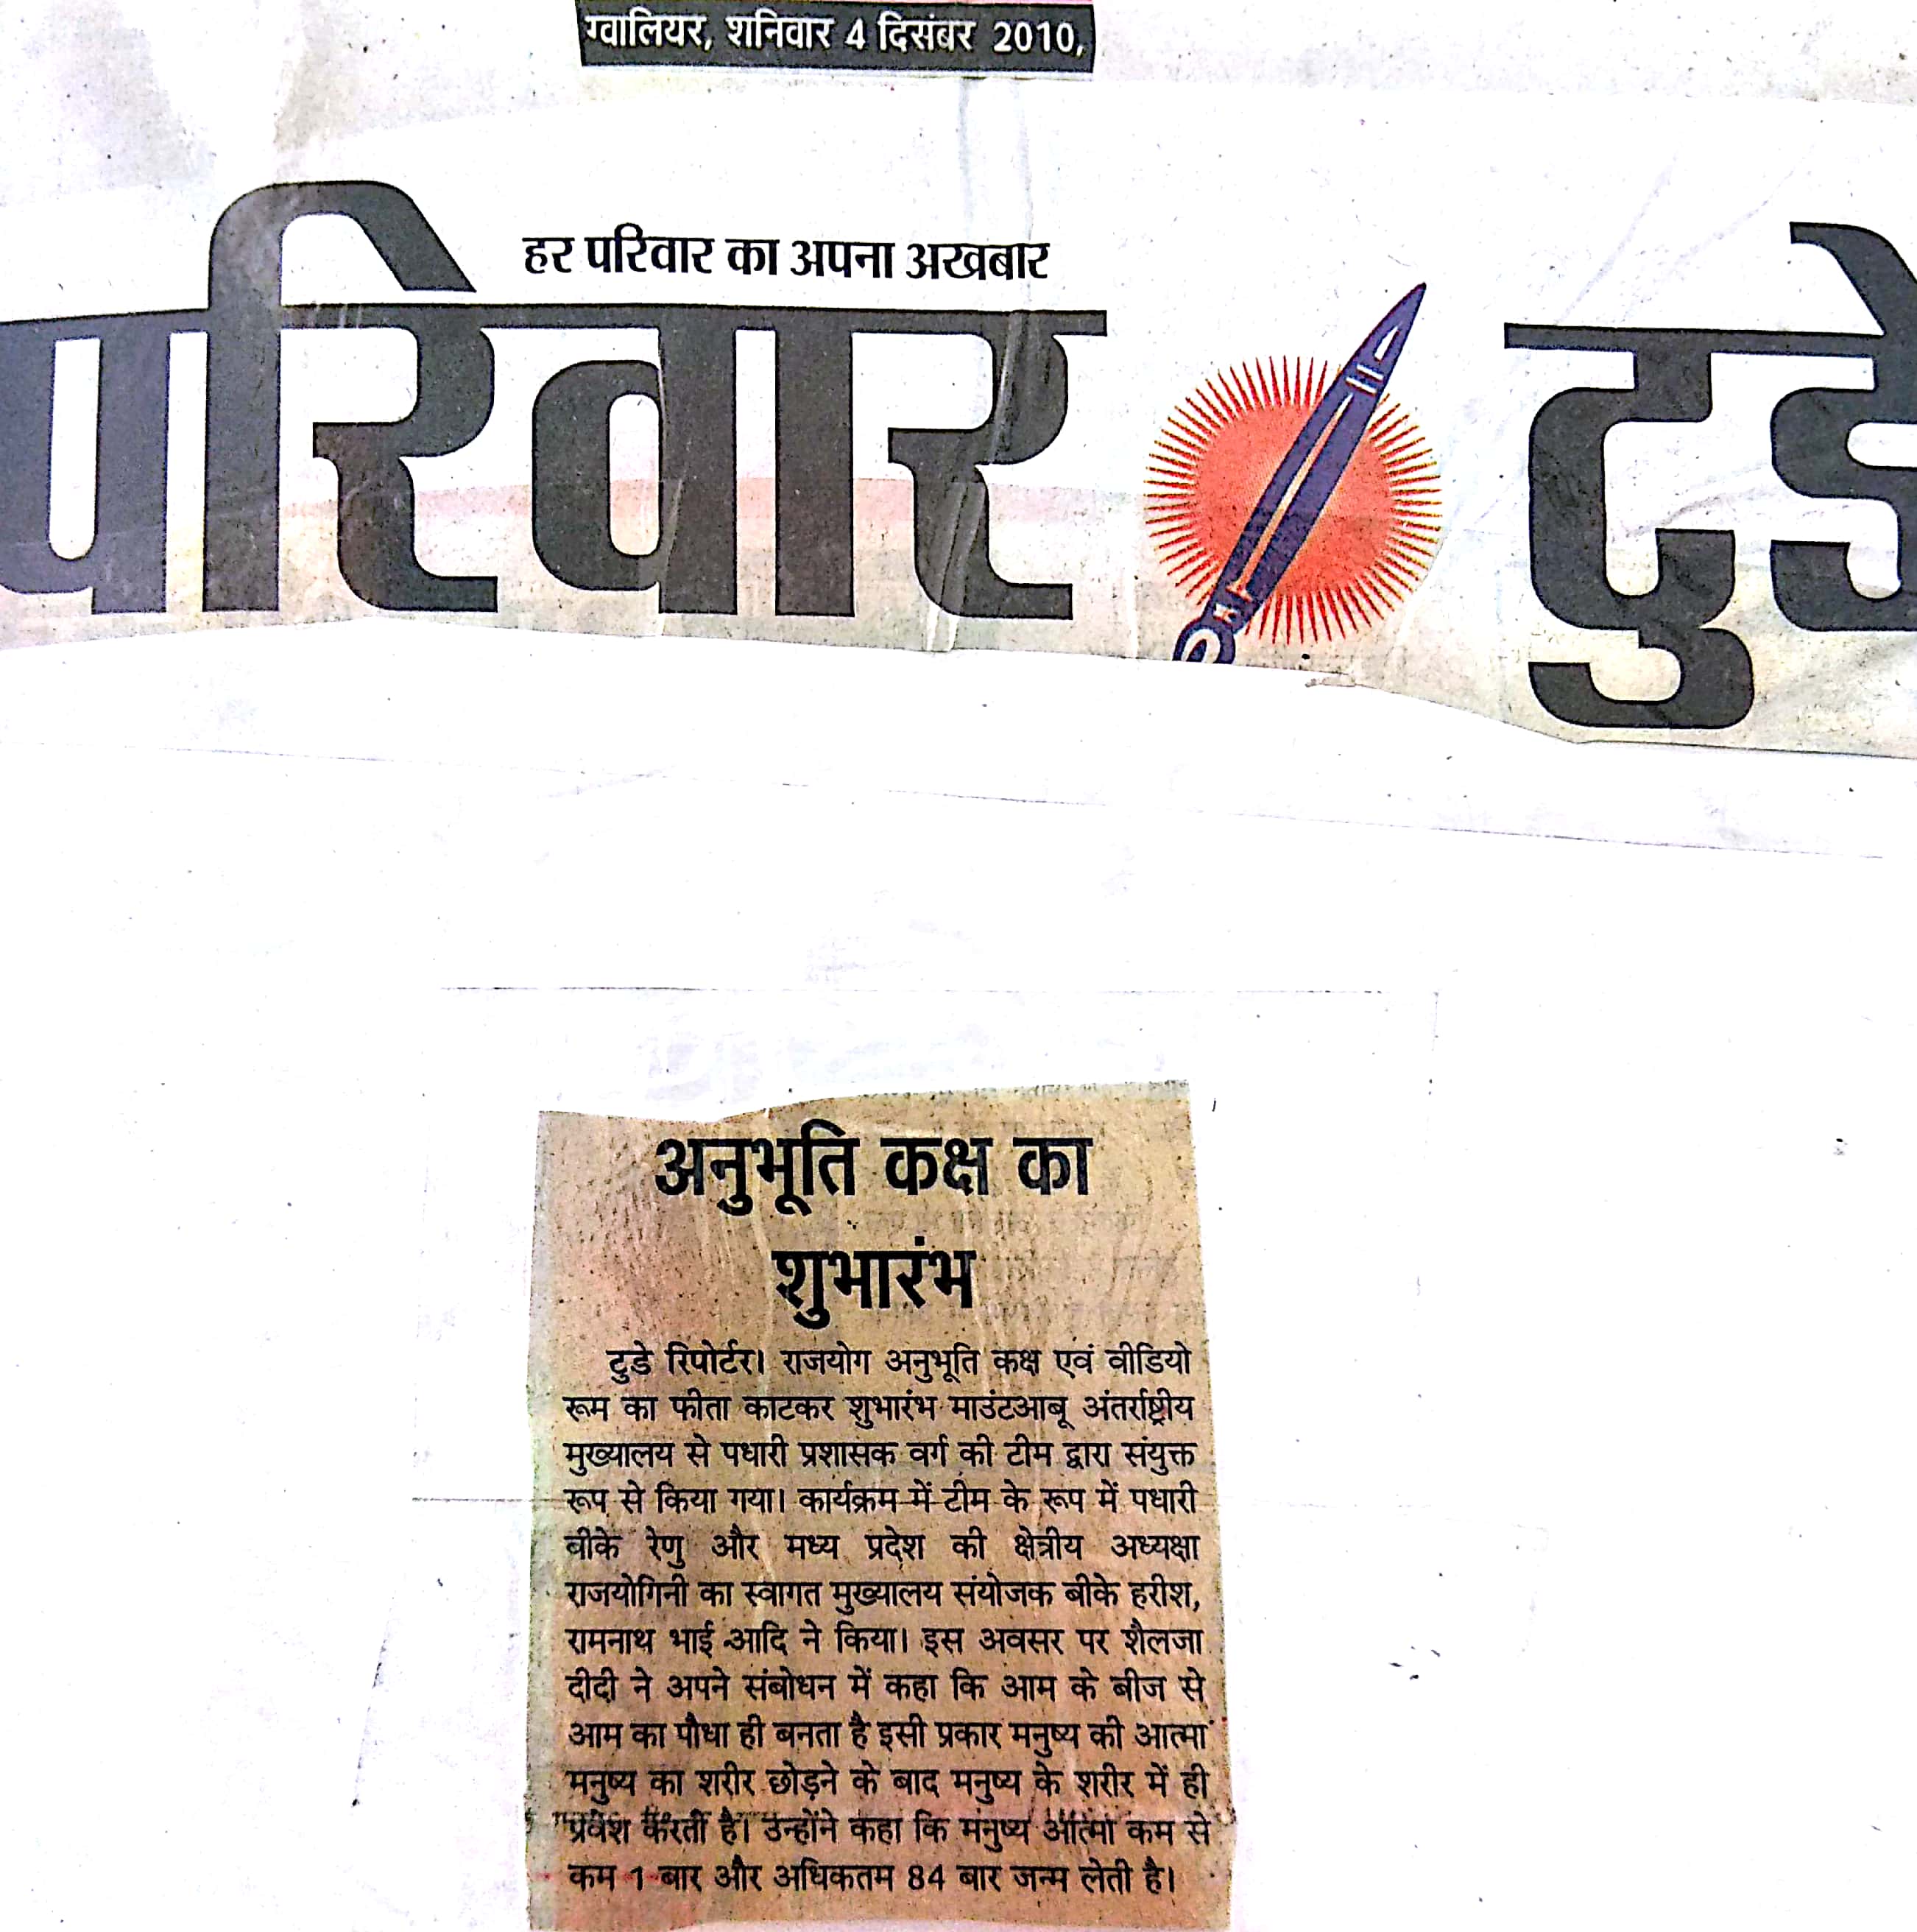 ग्वालियर, शनिवार 4 दिसंबर 2010,
हर परिवार का अपना अखबार
परिवार टुडे
अनुभूति कक्ष का
शुभारंभ
टुडे रिपोर्टर। राजयोग अनुभूति कक्ष एवं वीडियो
रूम का फीता काटकर शुभारंभ माउंटआबू अंतर्राष्ट्रीय
मुख्यालय से पधारी प्रशासक वर्ग की टीम द्वारा संयुक्त
रूप से किया गया। कार्यक्रम में टीम के रूप में पधारी
बीके रेणु और मध्य प्रदेश की क्षेत्रीय अध्यक्षा
राजयोगिनी का स्वागत मुख्यालय संयोजक बीके हरीश,
रामनाथ भाई आदि ने किया। इस अवसर पर शैलजा
दीदी ने अपने संबोधन में कहा कि आम के बीज से
आम का पौधा ही बनता है इसी प्रकार मनुष्य की आत्मा
मनुष्य का शरीर छोड़ने के बाद मनुष्य के शरीर में ही
प्रवेश करती है। उन्होंने कहा कि मनुष्य आत्मा कम से
कम 1 बार और अधिकतम 84 बार जन्म लेती है।